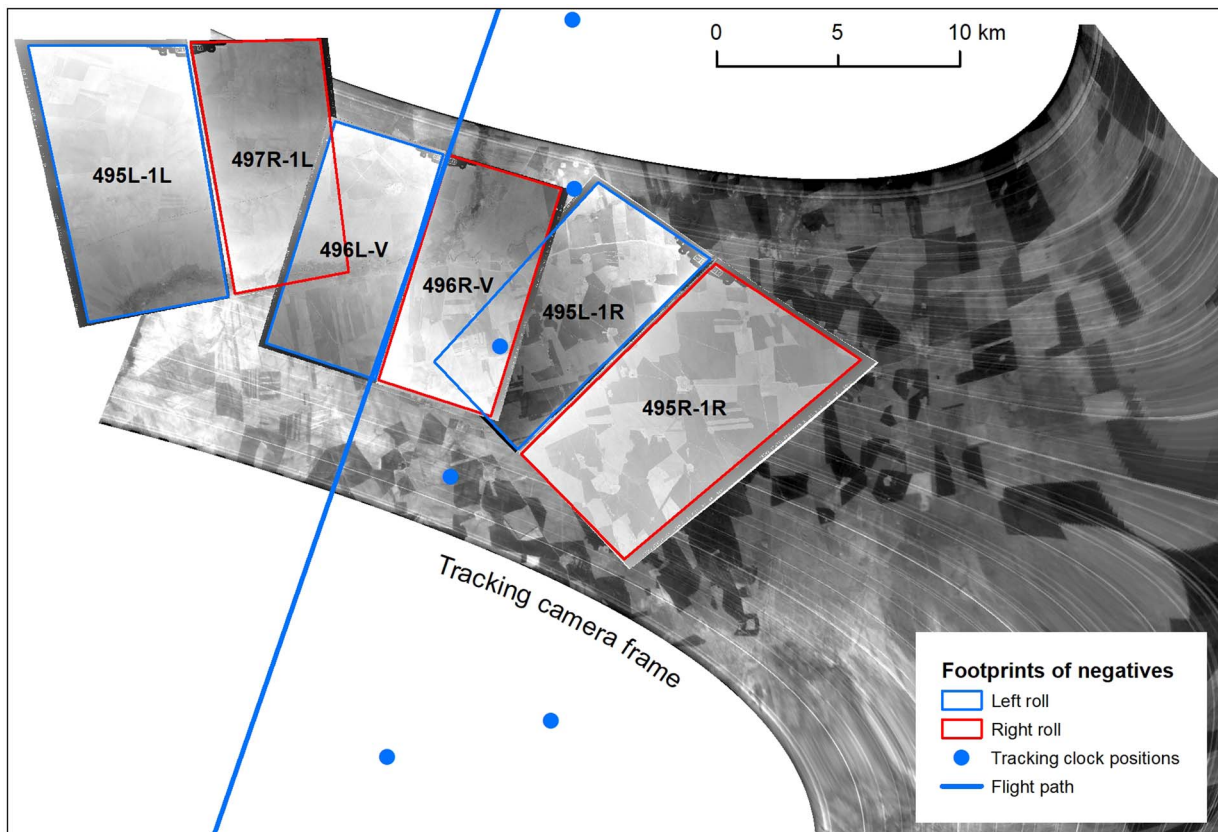 0 5 10 km
495L-1L
497R-1L
496L-V
496R-V
495L-1R
495R-1R
Tracking camera frame
Footprints of negatives
Left roll
Right roll
Tracking clock positions
Flight path